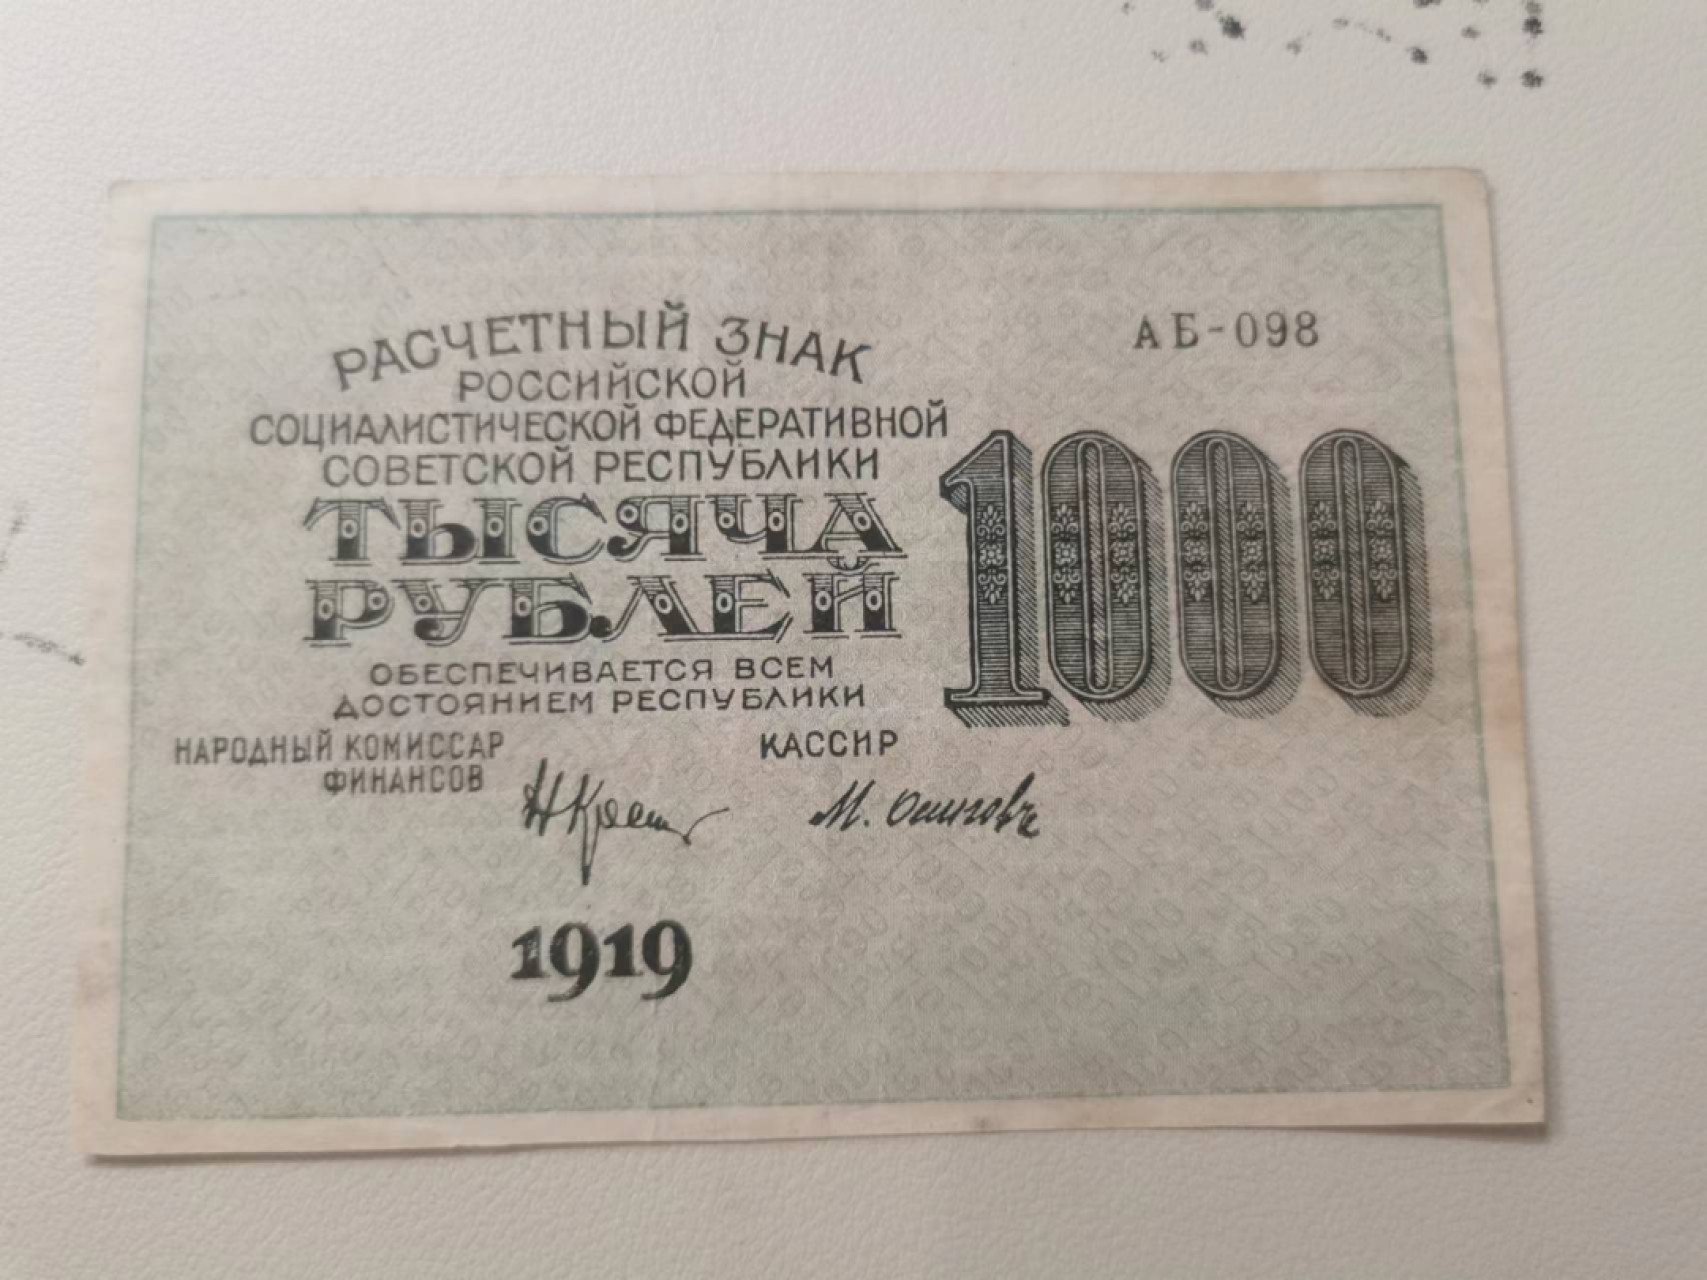 РАСЧЕТНЫЙ ЗНАК
РОССИЙСКОЙ
СОЦИАЛИСТИЧЕСКОЙ ФЕДЕРАТИВНОЙ
СОВЕТСКОЙ РЕСПУБЛИКИ
ТЫСЯЧА
РУБЛЕЙ
ОБЕСПЕЧИВАЕТСЯ ВСЕМ
ДОСТОЯНИЕМ РЕСПУБЛИКИ
НАРОДНЫЙ КОМИССАР
ФИНАНСОВ
КАССИР
М. Осиповъ
1919
АБ-098
1000